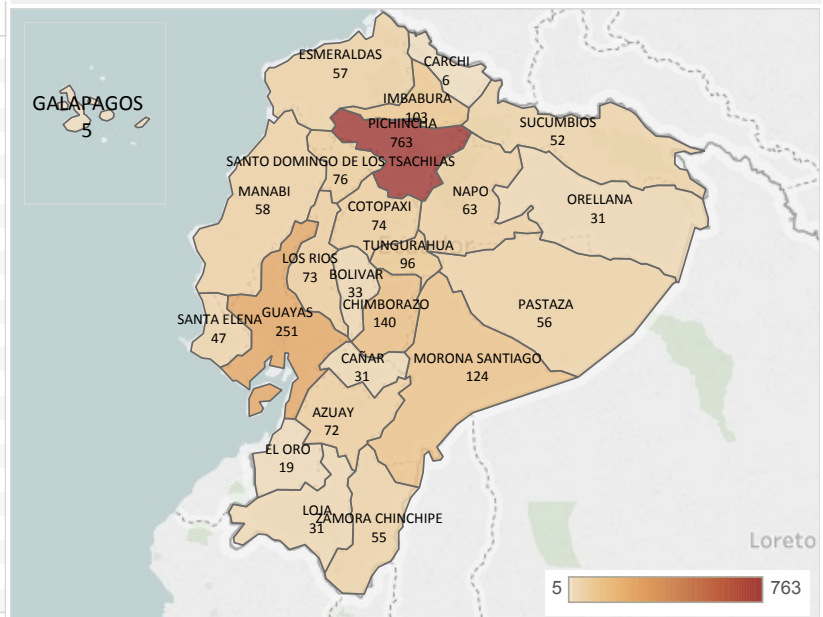 ESMERALDAS
57
CARCHI
6
GALAPAGOS
5
IMBABURA
103
PICHINCHA
763
SUCUMBIOS
52
SANTO DOMINGO DE LOS TSACHILAS
76
MANABI
58
NAPO
63
ORELLANA
31
COTOPAXI
74
TUNGURAHUA
96
Ecuador
LOS RIOS
73
BOLIVAR
33
CHIMBORAZO
140
PASTAZA
56
SANTA ELENA
47
GUAYAS
251
CAÑAR
31
MORONA SANTIAGO
124
AZUAY
72
EL ORO
19
LOJA
31
ZAMORA CHINCHIPE
55
Loreto
5
763